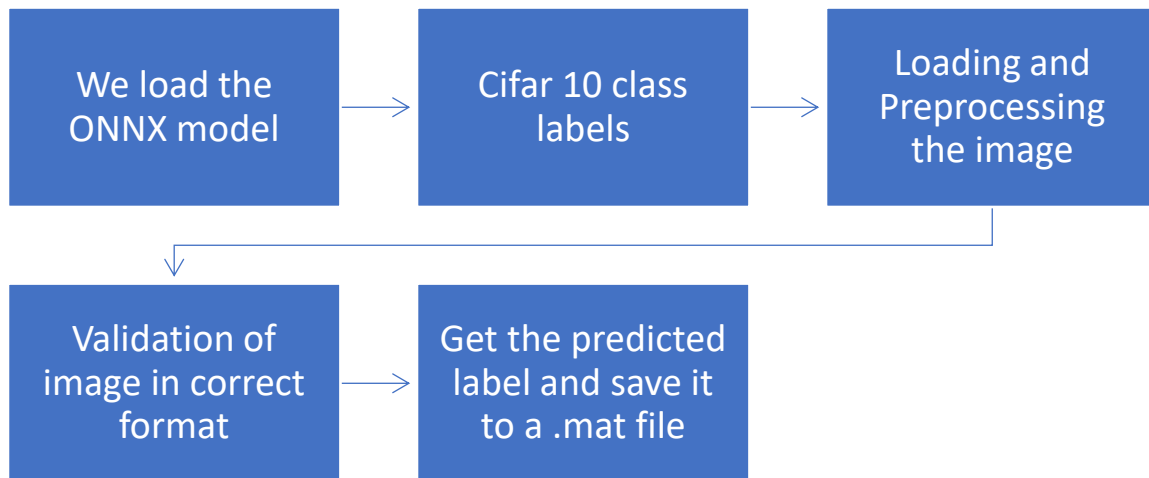 We load the
ONNX model
Cifar 10 class
labels
Loading and
Preprocessing
the image
Validation of
image in correct
format
Get the predicted
label and save it
to a .mat file